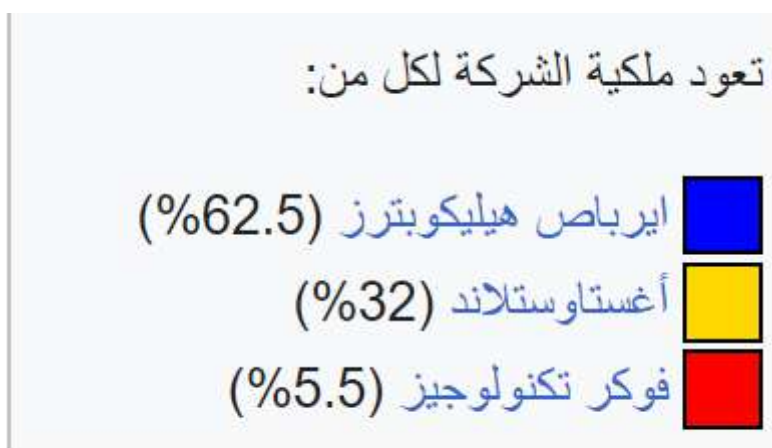 تعود ملكية الشركة لكل من:
ايرباص هيليكوبترز (62.5%)
أغستاوستلاند (32%)
فوكر تكنولوجيز (5.5%)